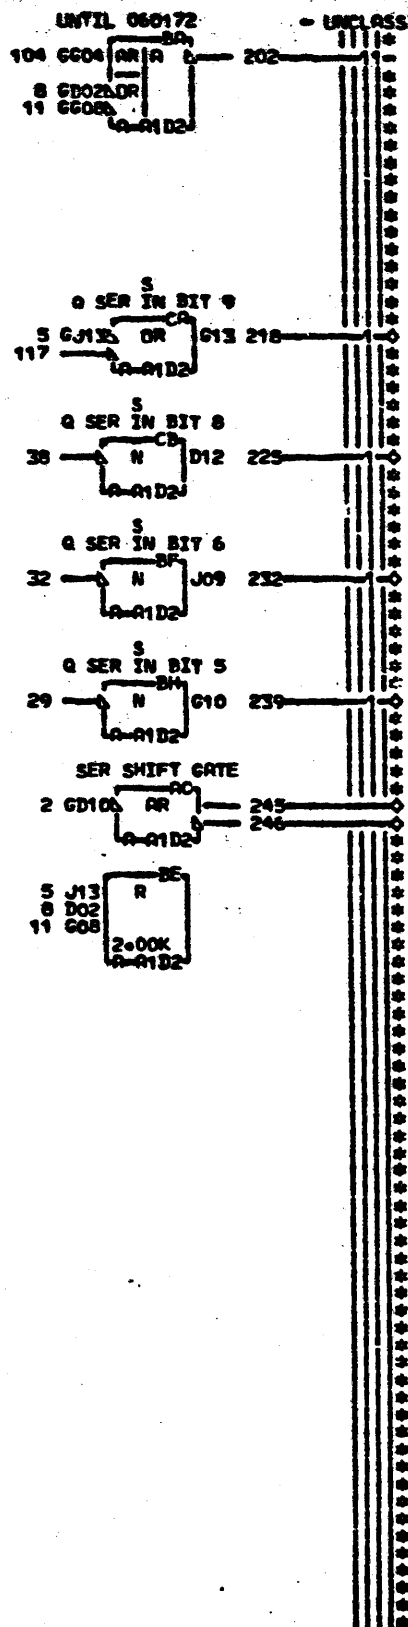 UNTIL 060172 - UNCLASS
BA
104 GG04 AR A 202
8 GD02 OR
11 GG08
A-A1D2
S
Q SER IN BIT 9
CA
5 GJ13 OR G13 218
117
A-A1D2
S
Q SER IN BIT 8
CB
38 N D12 225
A-A1D2
S
Q SER IN BIT 6
BF
32 N J09 232
A-A1D2
S
Q SER IN BIT 5
BH
29 N G10 239
A-A1D2
SER SHIFT GATE
2 GD10 AR 245
246
A-A1D2
BE
5 J13 R
8 D02
11 G08
2.00K
A-A1D2